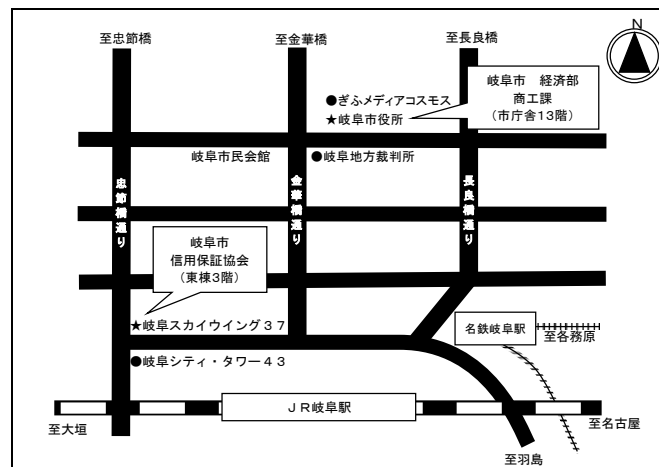 N
至忠節橋
至金華橋
至長良橋
●ぎふメディアコスモス
★岐阜市役所
岐阜市　経済部
商工課
（市庁舎１３階）
岐阜市民会館
●岐阜地方裁判所
忠節橋通り
金華橋通り
長良橋通り
岐阜市
信用保証協会
（東棟３階）
★岐阜スカイウイング３７
名鉄岐阜駅
至各務原
●岐阜シティ・タワー４３
ＪＲ岐阜駅
至大垣
至名古屋
至羽島